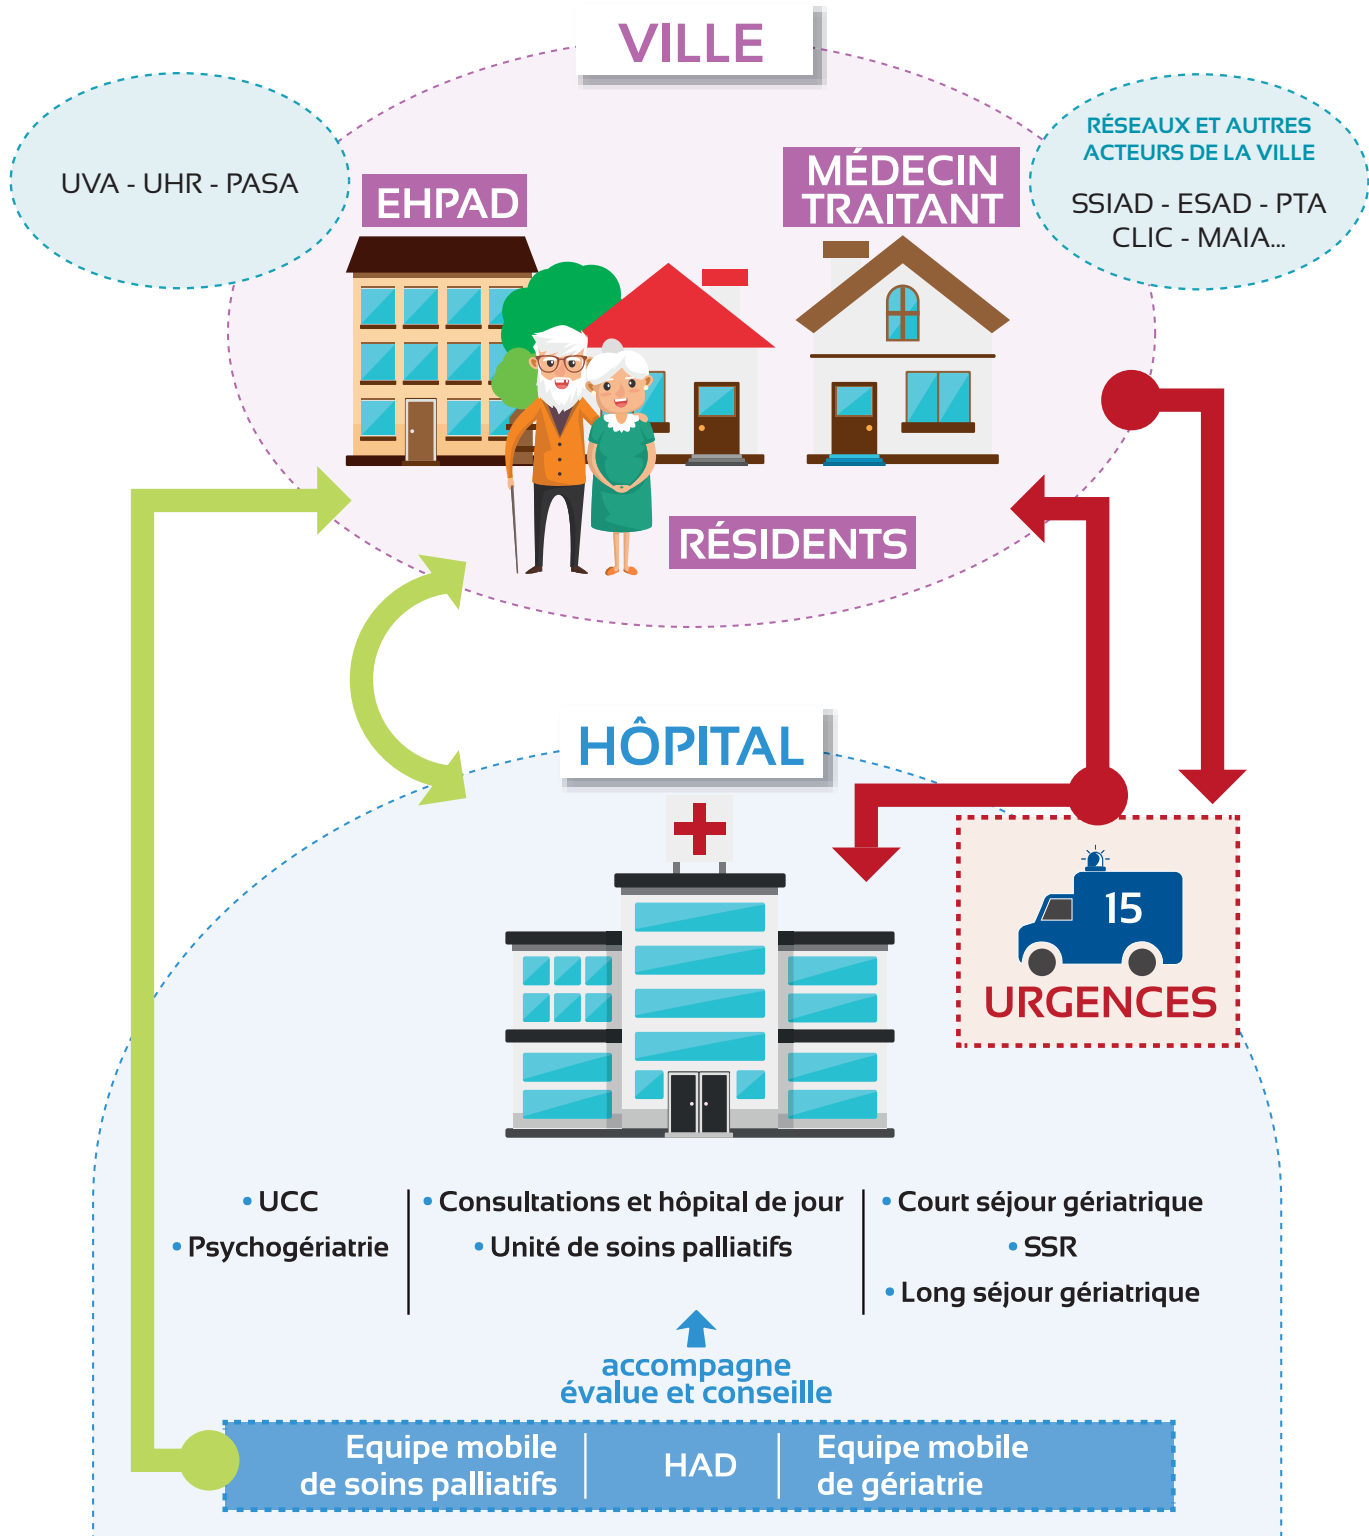 VILLE
UVA - UHR - PASA
RÉSEAUX ET AUTRES
ACTEURS DE LA VILLE
SSIAD - ESAD - PTA
CLIC - MAIA...
EHPAD
MÉDECIN
TRAITANT
RÉSIDENTS
HÔPITAL
15
URGENCES
• UCC
• Psychogériatrie
• Consultations et hôpital de jour
• Unité de soins palliatifs
• Court séjour gériatrique
• SSR
• Long séjour gériatrique
accompagne
évalue et conseille
Equipe mobile
de soins palliatifs
HAD
Equipe mobile
de gériatrie